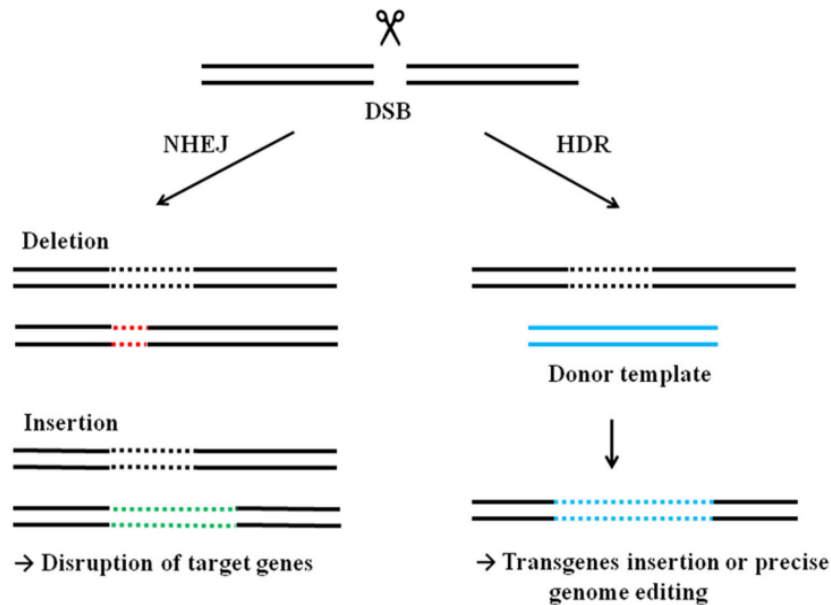 DSB
NHEJ
HDR
Deletion
Insertion
→ Disruption of target genes
Donor template
→ Transgenes insertion or precise
genome editing